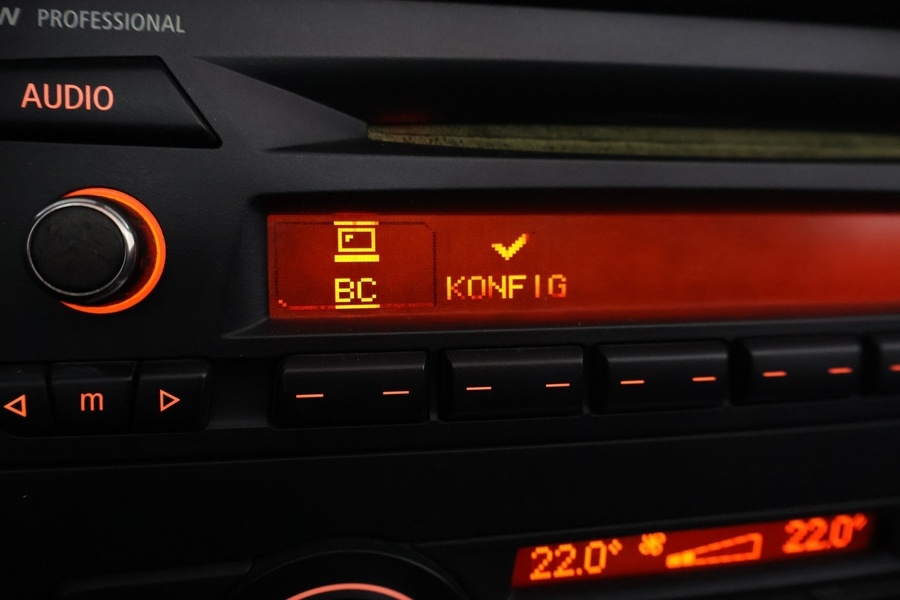 PROFESSIONAL
AUDIO
BC KONFIG
m
22.0° 22.0°